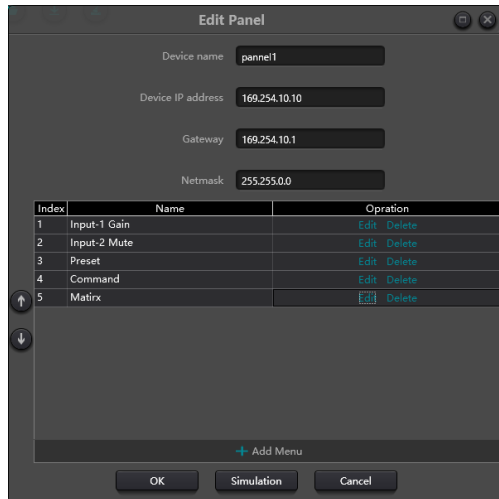 Edit Panel
Device name pannel1
Device IP address 169.254.10.10
Gateway 169.254.10.1
Netmask 255.255.0.0
Index Name Opration
1 Input-1 Gain Edit Delete
2 Input-2 Mute Edit Delete
3 Preset Edit Delete
4 Command Edit Delete
5 Matirx Edit Delete
Add Menu
OK Simulation Cancel